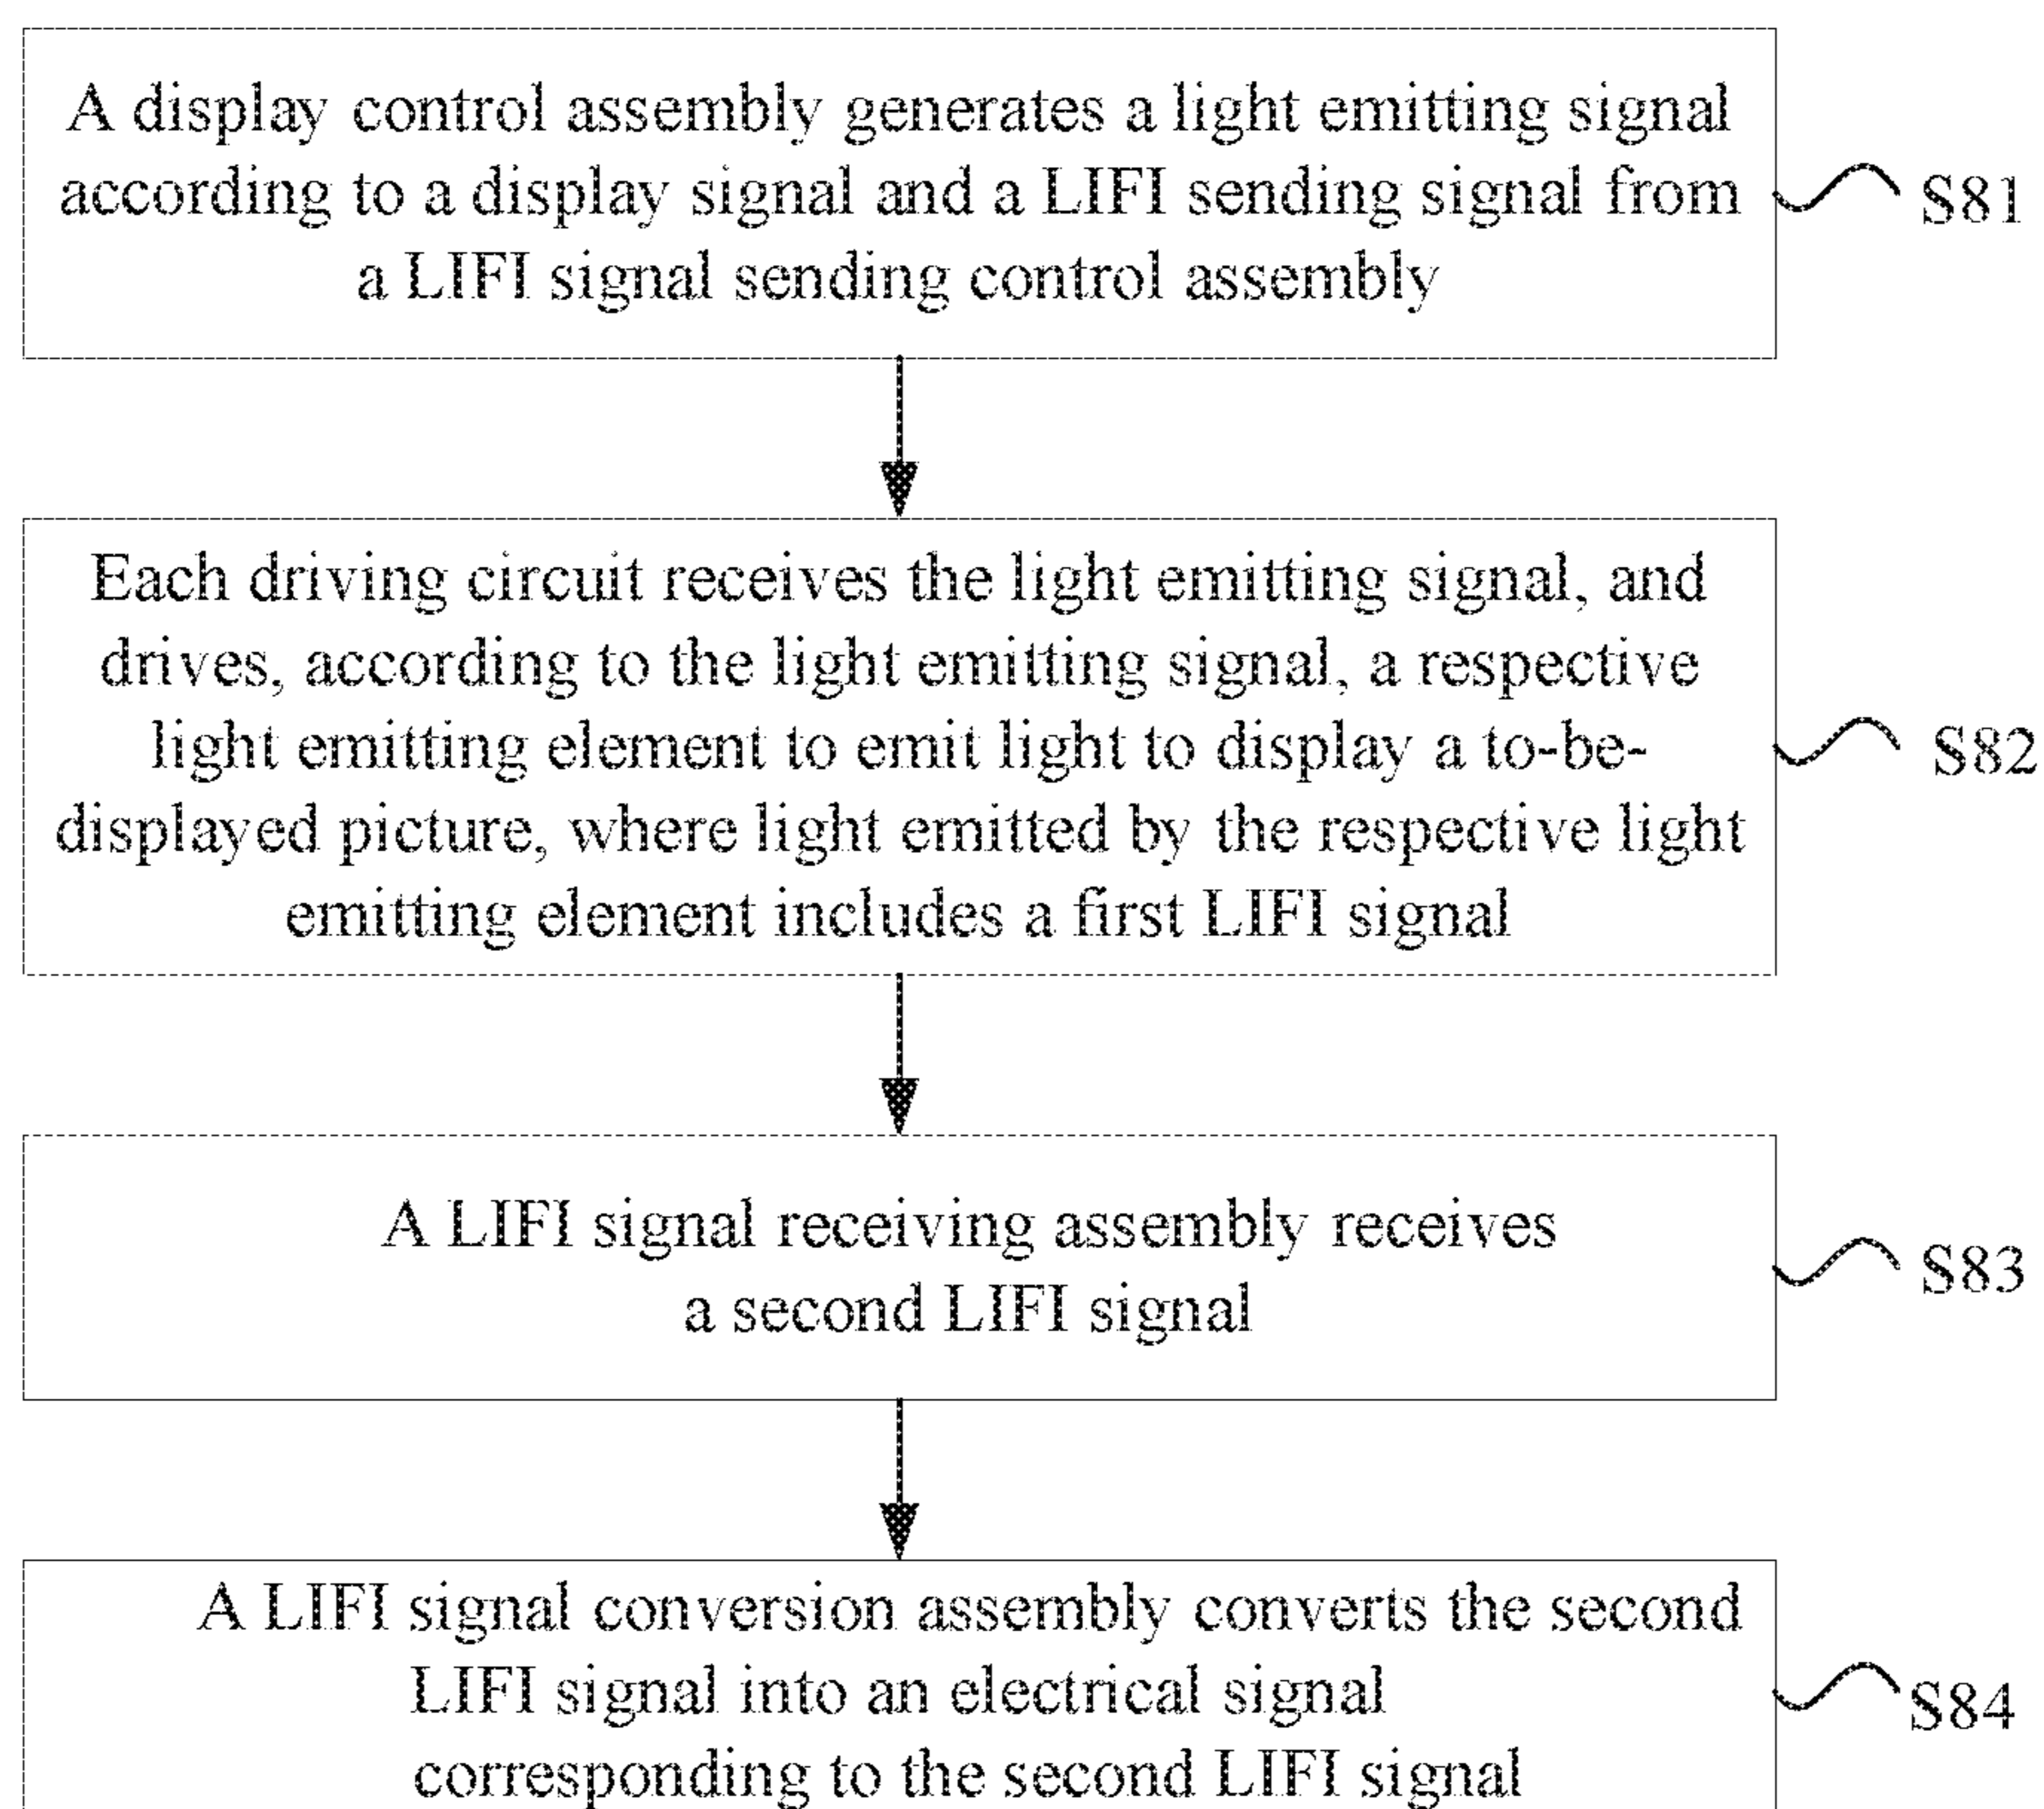 A display control assembly generates a light emitting signal
according to a display signal and a LIFI sending signal from
a LIFI signal sending control assembly
S81
Each driving circuit receives the light emitting signal, and
drives, according to the light emitting signal, a respective
light emitting element to emit light to display a to-be-
displayed picture, where light emitted by the respective light
emitting element includes a first LIFI signal
S82
A LIFI signal receiving assembly receives
a second LIFI signal
S83
A LIFI signal conversion assembly converts the second
LIFI signal into an electrical signal
corresponding to the second LIFI signal
S84